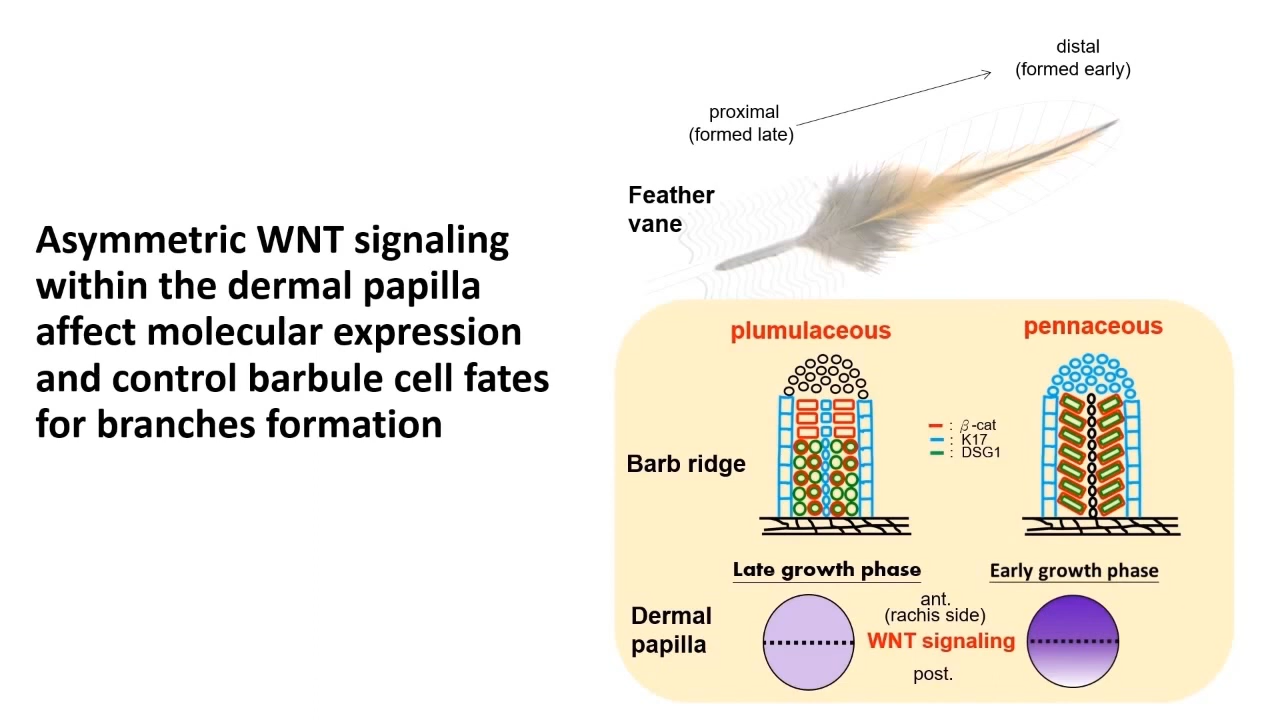 Asymmetric WNT signaling
within the dermal papilla
affect molecular expression
and control barbule cell fates
for branches formation
distal
(formed early)
proximal
(formed late)
Feather
vane
plumulaceous
pennaceous
: β-cat
: K17
: DSG1
Barb ridge
Late growth phase
Early growth phase
ant.
(rachis side)
Dermal
papilla
WNT signaling
post.